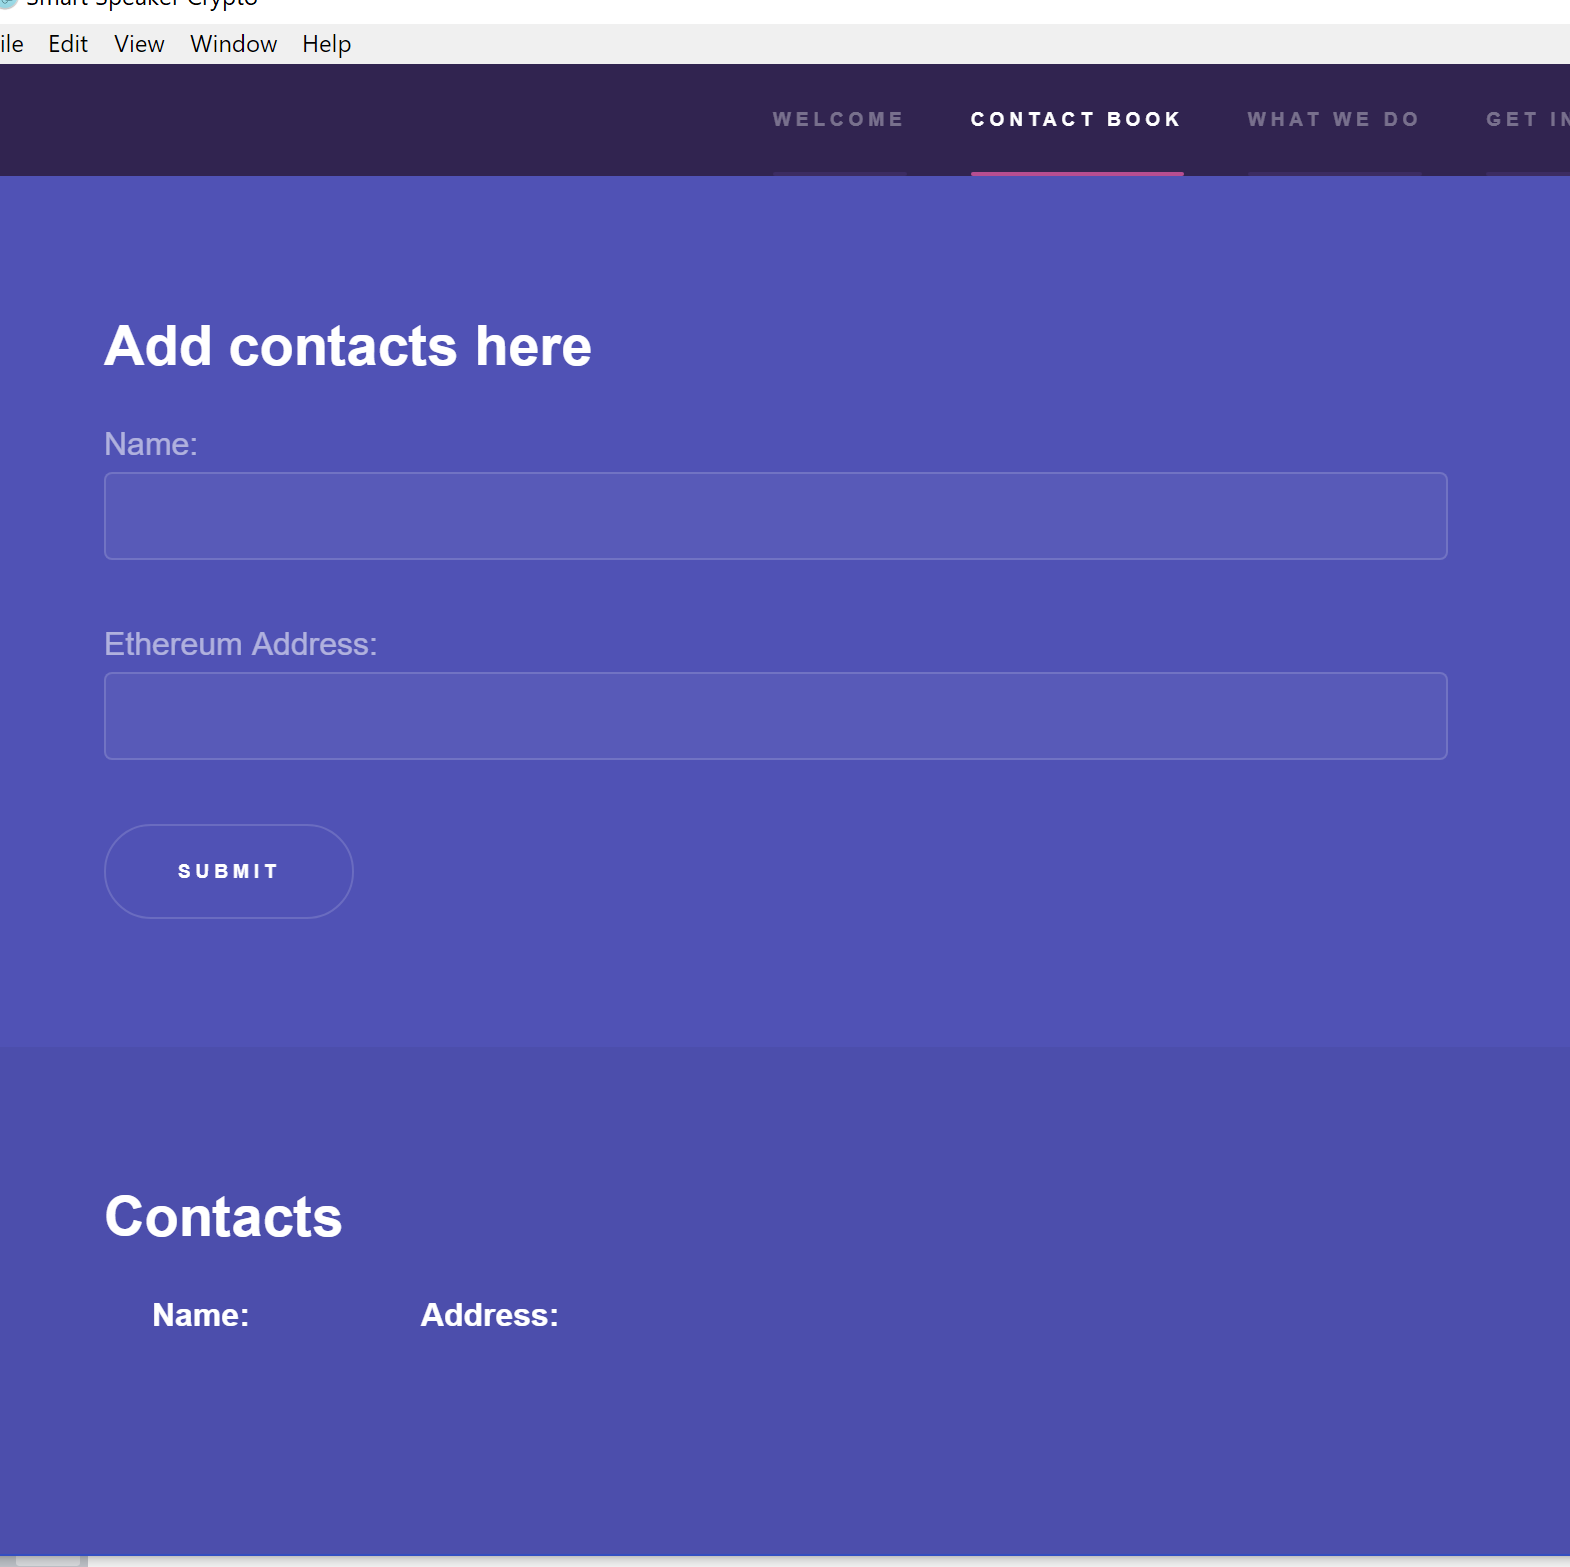 Smart Speaker Crypto
ile Edit View Window Help
WELCOME CONTACT BOOK WHAT WE DO GET IN
Add contacts here
Name:
Ethereum Address:
SUBMIT
Contacts
Name: Address: